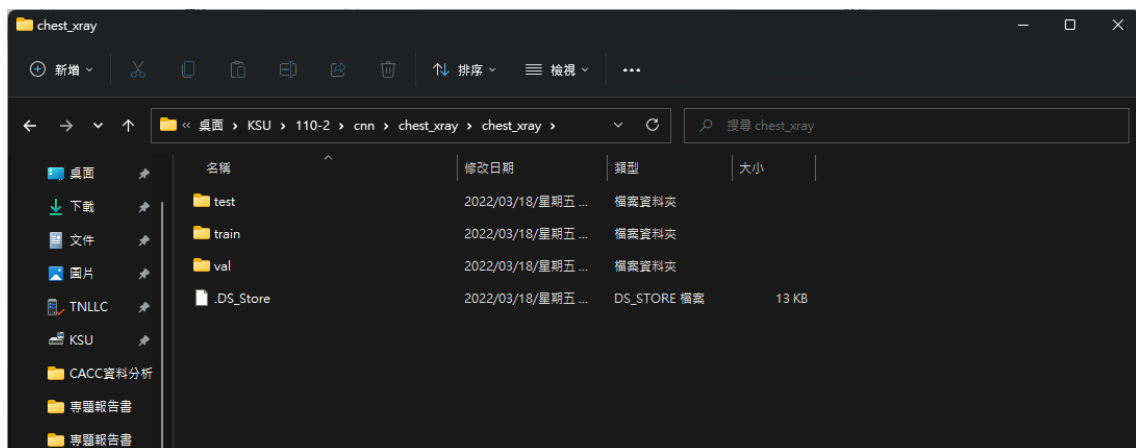 chest_xray
新增
排序
檢視
« 桌面 › KSU › 110-2 › cnn › chest_xray › chest_xray ›
搜尋 chest_xray
名稱 修改日期 類型 大小
test 2022/03/18/星期五 ... 檔案資料夾
train 2022/03/18/星期五 ... 檔案資料夾
val 2022/03/18/星期五 ... 檔案資料夾
.DS_Store 2022/03/18/星期五 ... DS_STORE 檔案 13 KB
桌面
下載
文件
圖片
TNLLC
KSU
CACC資料分析
專題報告書
專題報告書